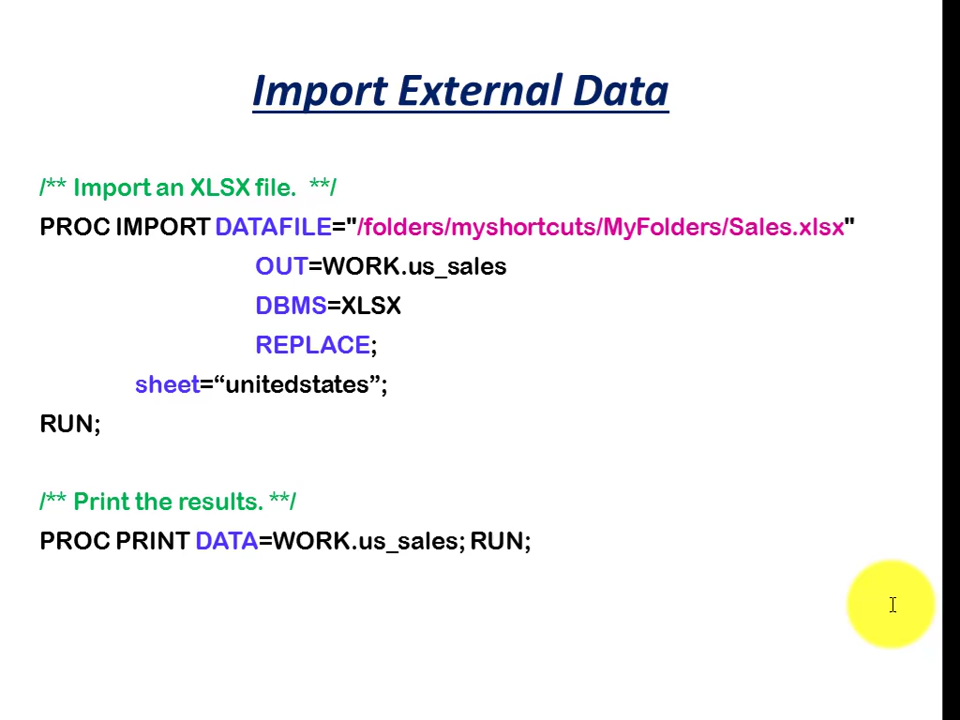 Import External Data
/** Import an XLSX file.  **/
PROC IMPORT DATAFILE="/folders/myshortcuts/MyFolders/Sales.xlsx"
OUT=WORK.us_sales
DBMS=XLSX
REPLACE;
sheet=“unitedstates”;
RUN;
/** Print the results. **/
PROC PRINT DATA=WORK.us_sales; RUN;